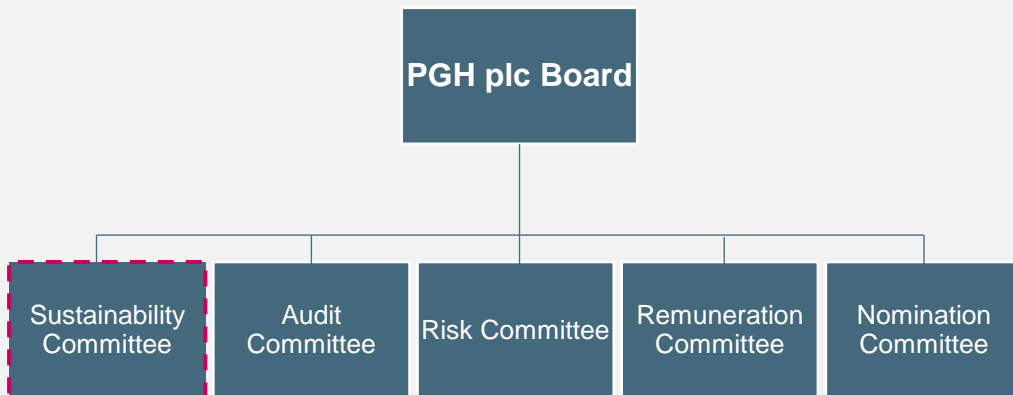 PGH plc Board
Sustainability
Committee
Audit
Committee
Risk Committee
Remuneration
Committee
Nomination
Committee